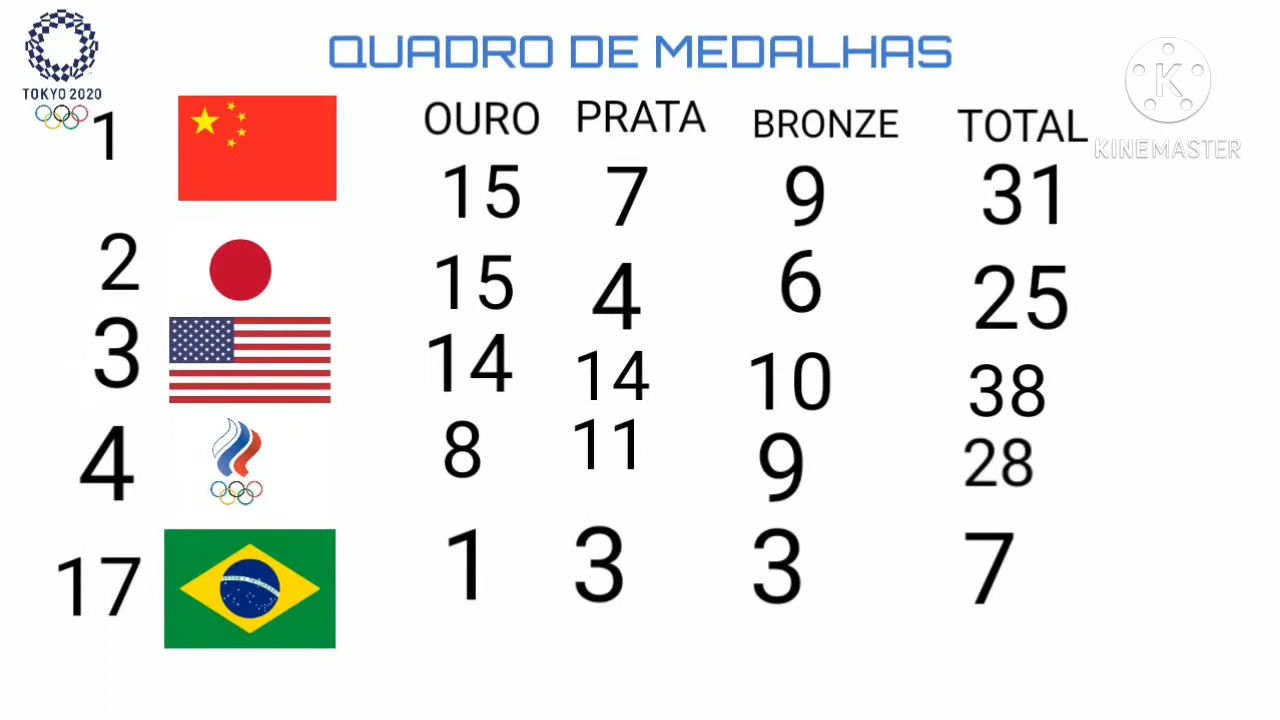 QUADRO DE MEDALHAS
TOKYO 2020
K
KINEMASTER
OURO PRATA BRONZE TOTAL
1 15 7 9 31
2 15 4 6 25
3 14 14 10 38
4 8 11 9 28
17 1 3 3 7